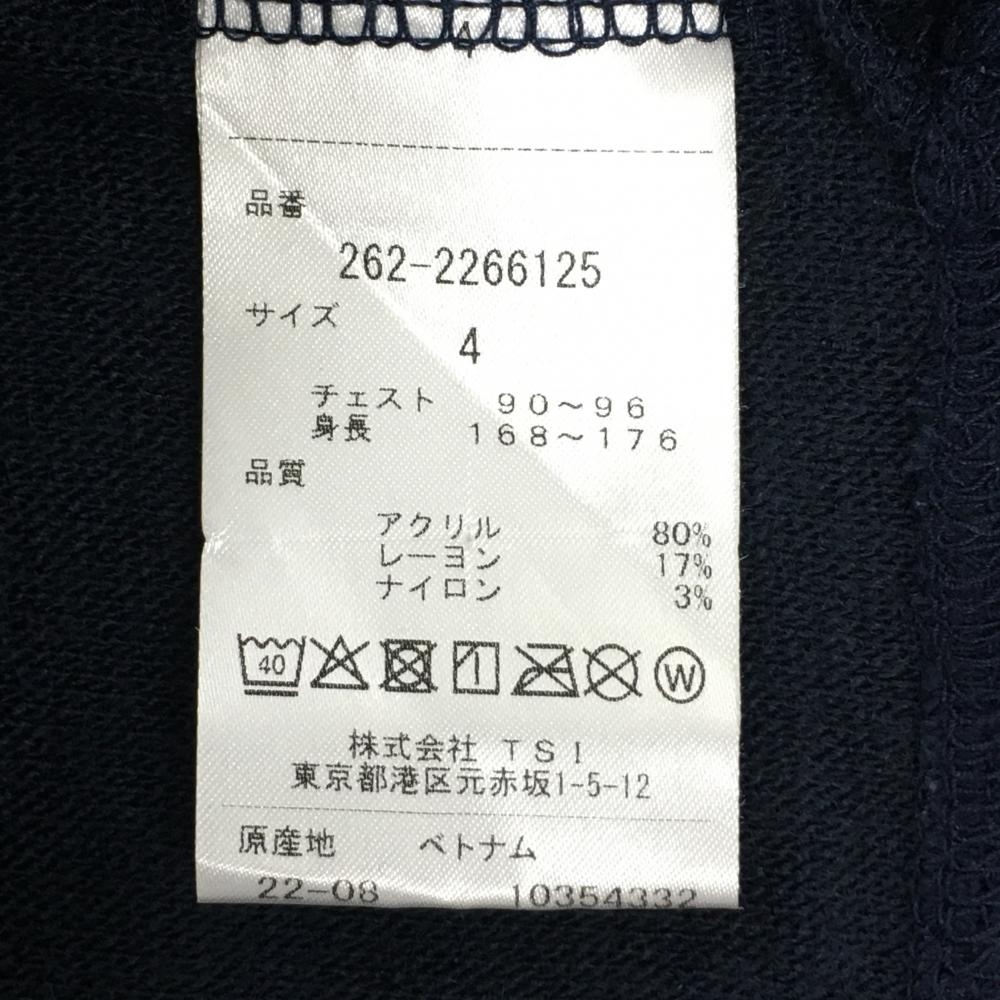 4
品番
262-2266125
サイズ
4
チェスト 90～96
身長 168～176
品質
アクリル 80%
レーヨン 17%
ナイロン 3%
40 W
株式会社 TSI
東京都港区元赤坂1-5-12
原産地 ベトナム
22-08 10354332